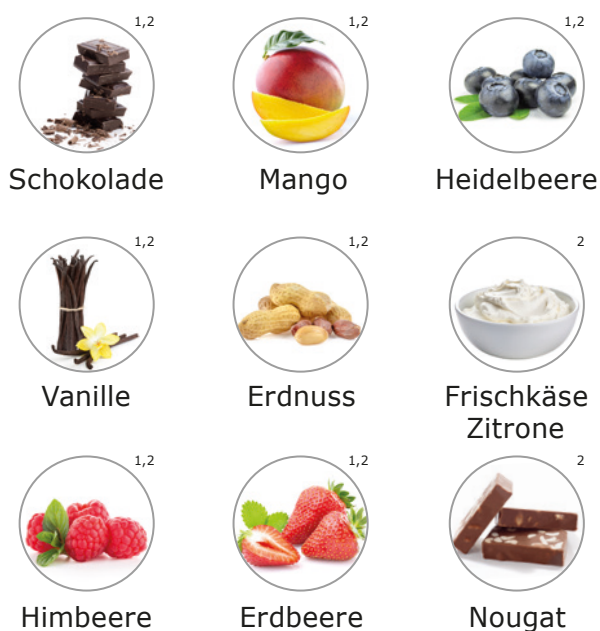 1,2
1,2
1,2
Schokolade
Mango
Heidelbeere
1,2
1,2
2
Vanille
Erdnuss
Frischkäse
Zitrone
1,2
1,2
2
Himbeere
Erdbeere
Nougat